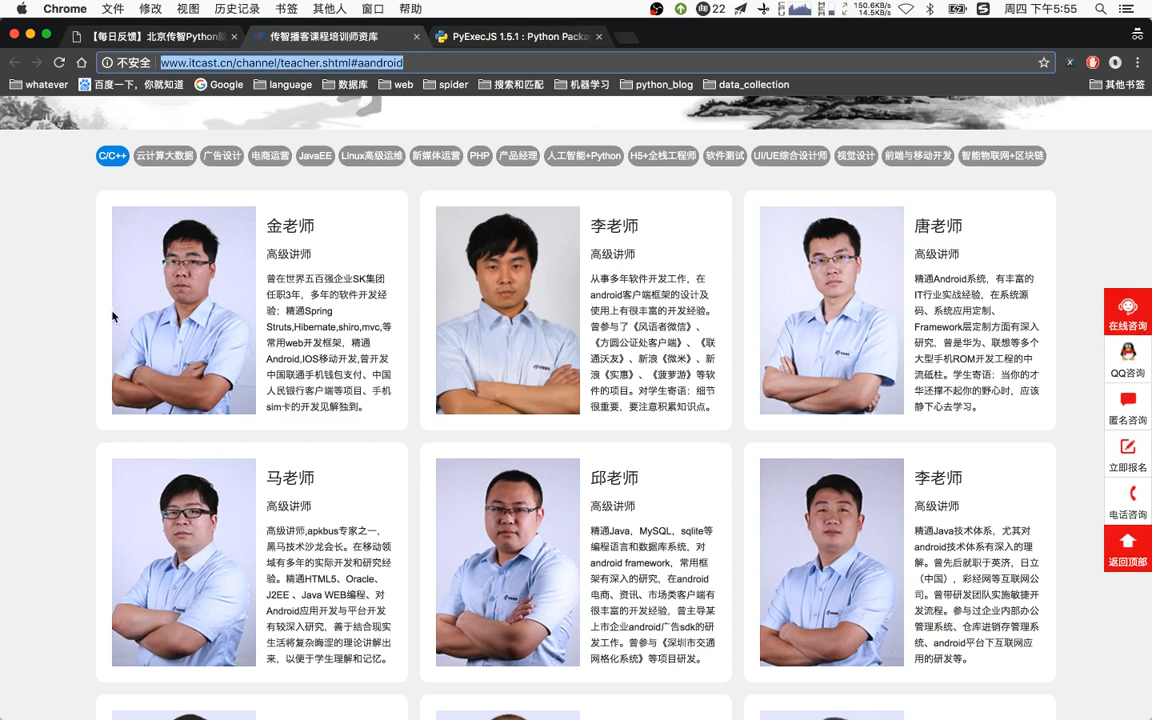 Chrome 文件 修改 视图 历史记录 书签 其他人 窗口 帮助
22 150.6KB/s 14.5KB/s 周四 下午5:55
【每日反馈】北京传智Python
传智播客课程培训师资库
PyExecJS 1.5.1 : Python Packa
不安全 www.itcast.cn/channel/teacher.shtml#aandroid
whatever 百度一下，你就知道 Google language 数据库 web spider 搜索和匹配 机器学习 python_blog data_collection 其他书签
C/C++ 云计算大数据 广告设计 电商运营 JavaEE Linux高级运维 新媒体运营 PHP 产品经理 人工智能+Python H5+全栈工程师 软件测试 UI/UE综合设计师 视觉设计 前端与移动开发 智能物联网+区块链
金老师
高级讲师
曾在世界五百强企业SK集团
任职3年，多年的软件开发经
验；精通Spring
Struts,Hibernate,shiro,mvc,等
常用web开发框架，精通
Android,IOS移动开发,曾开发
中国联通手机钱包支付、中国
人民银行客户端等项目、手机
sim卡的开发见解独到。
李老师
高级讲师
从事多年软件开发工作，在
android客户端框架的设计及
使用上有很丰富的开发经验。
曾参与了《风语者微信》、
《方圆公证处客户端》、《联
通沃友》、新浪《微米》、新
浪《实惠》、《菠萝游》等软
件的项目。对学生寄语：细节
很重要，要注意积累知识点。
唐老师
高级讲师
精通Android系统，有丰富的
IT行业实战经验，在系统源
码、系统应用定制、
Framework层定制方面有深入
研究，曾是华为、联想等多个
大型手机ROM开发工程的中
流砥柱。学生寄语：当你的才
华还撑不起你的野心时，应该
静下心去学习。
马老师
高级讲师
高级讲师,apkbus专家之一，
黑马技术沙龙会长。在移动领
域有多年的实际开发和研究经
验。精通HTML5、Oracle、
J2EE 、Java WEB编程、对
Android应用开发与平台开发
有较深入研究，善于结合现实
生活将复杂晦涩的理论讲解出
来，以便于学生理解和记忆。
邱老师
高级讲师
精通Java，MySQL，sqlite等
编程语言和数据库系统，对
android framework，常用框
架有深入的研究，在android
电商、资讯、市场类客户端有
很丰富的开发经验，曾主导某
上市企业android广告sdk的研
发工作。曾参与《深圳市交通
网格化系统》等项目研发。
李老师
高级讲师
精通Java技术体系，尤其对
android技术体系有深入的理
解。曾先后就职于英济，日立
（中国），彩经网等互联网公
司。曾带研发团队实施敏捷开
发流程。参与过企业内部办公
管理系统、仓库进销存管理系
统、android平台下互联网应
用的研发等。
在线咨询
QQ咨询
匿名咨询
立即报名
电话咨询
返回顶部